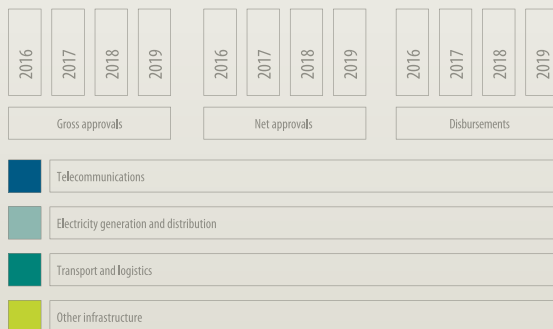 2016 2017 2018 2019 2016 2017 2018 2019 2016 2017 2018 2019
Gross approvals Net approvals Disbursements
Telecommunications
Electricity generation and distribution
Transport and logistics
Other infrastructure